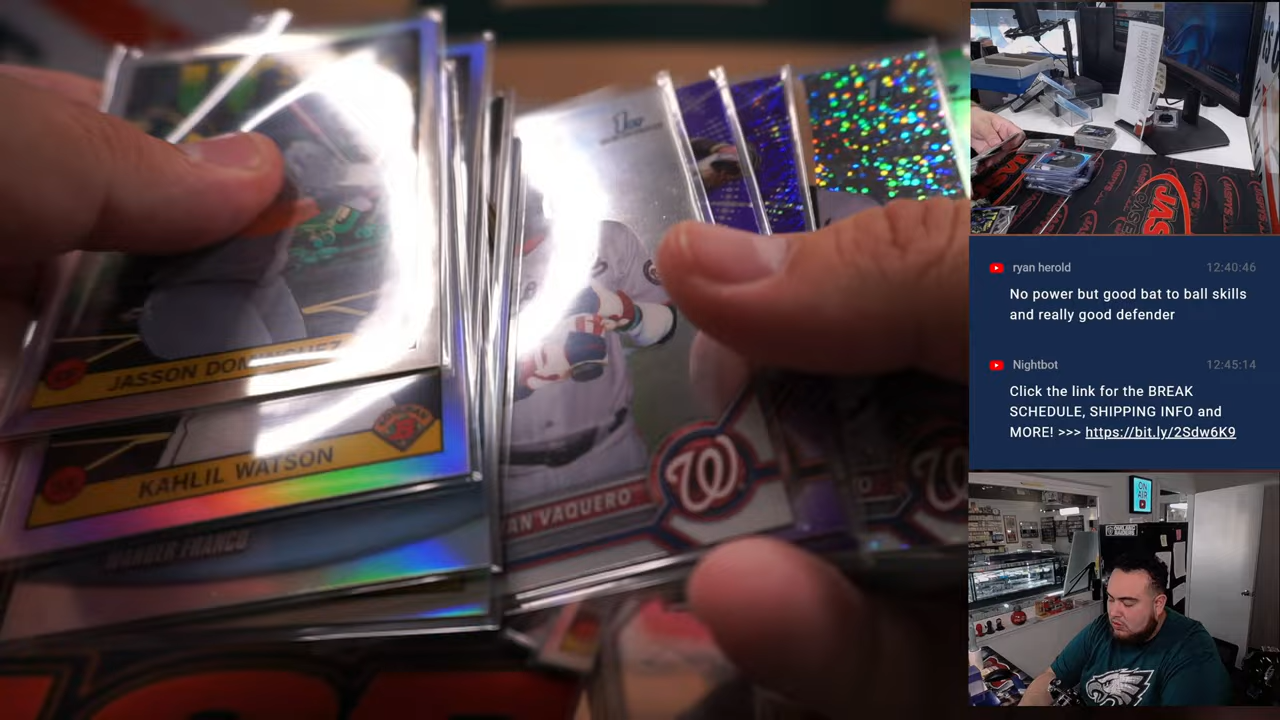 1st
JASSON DOMINGUEZ
KAHLIL WATSON
WANDER FRANCO
AN VAQUERO
W
ryan herold 12:40:46
No power but good bat to ball skills
and really good defender
Nightbot 12:45:14
Click the link for the BREAK
SCHEDULE, SHIPPING INFO and
MORE! >>> https://bit.ly/2Sdw6K9
ON
AIR